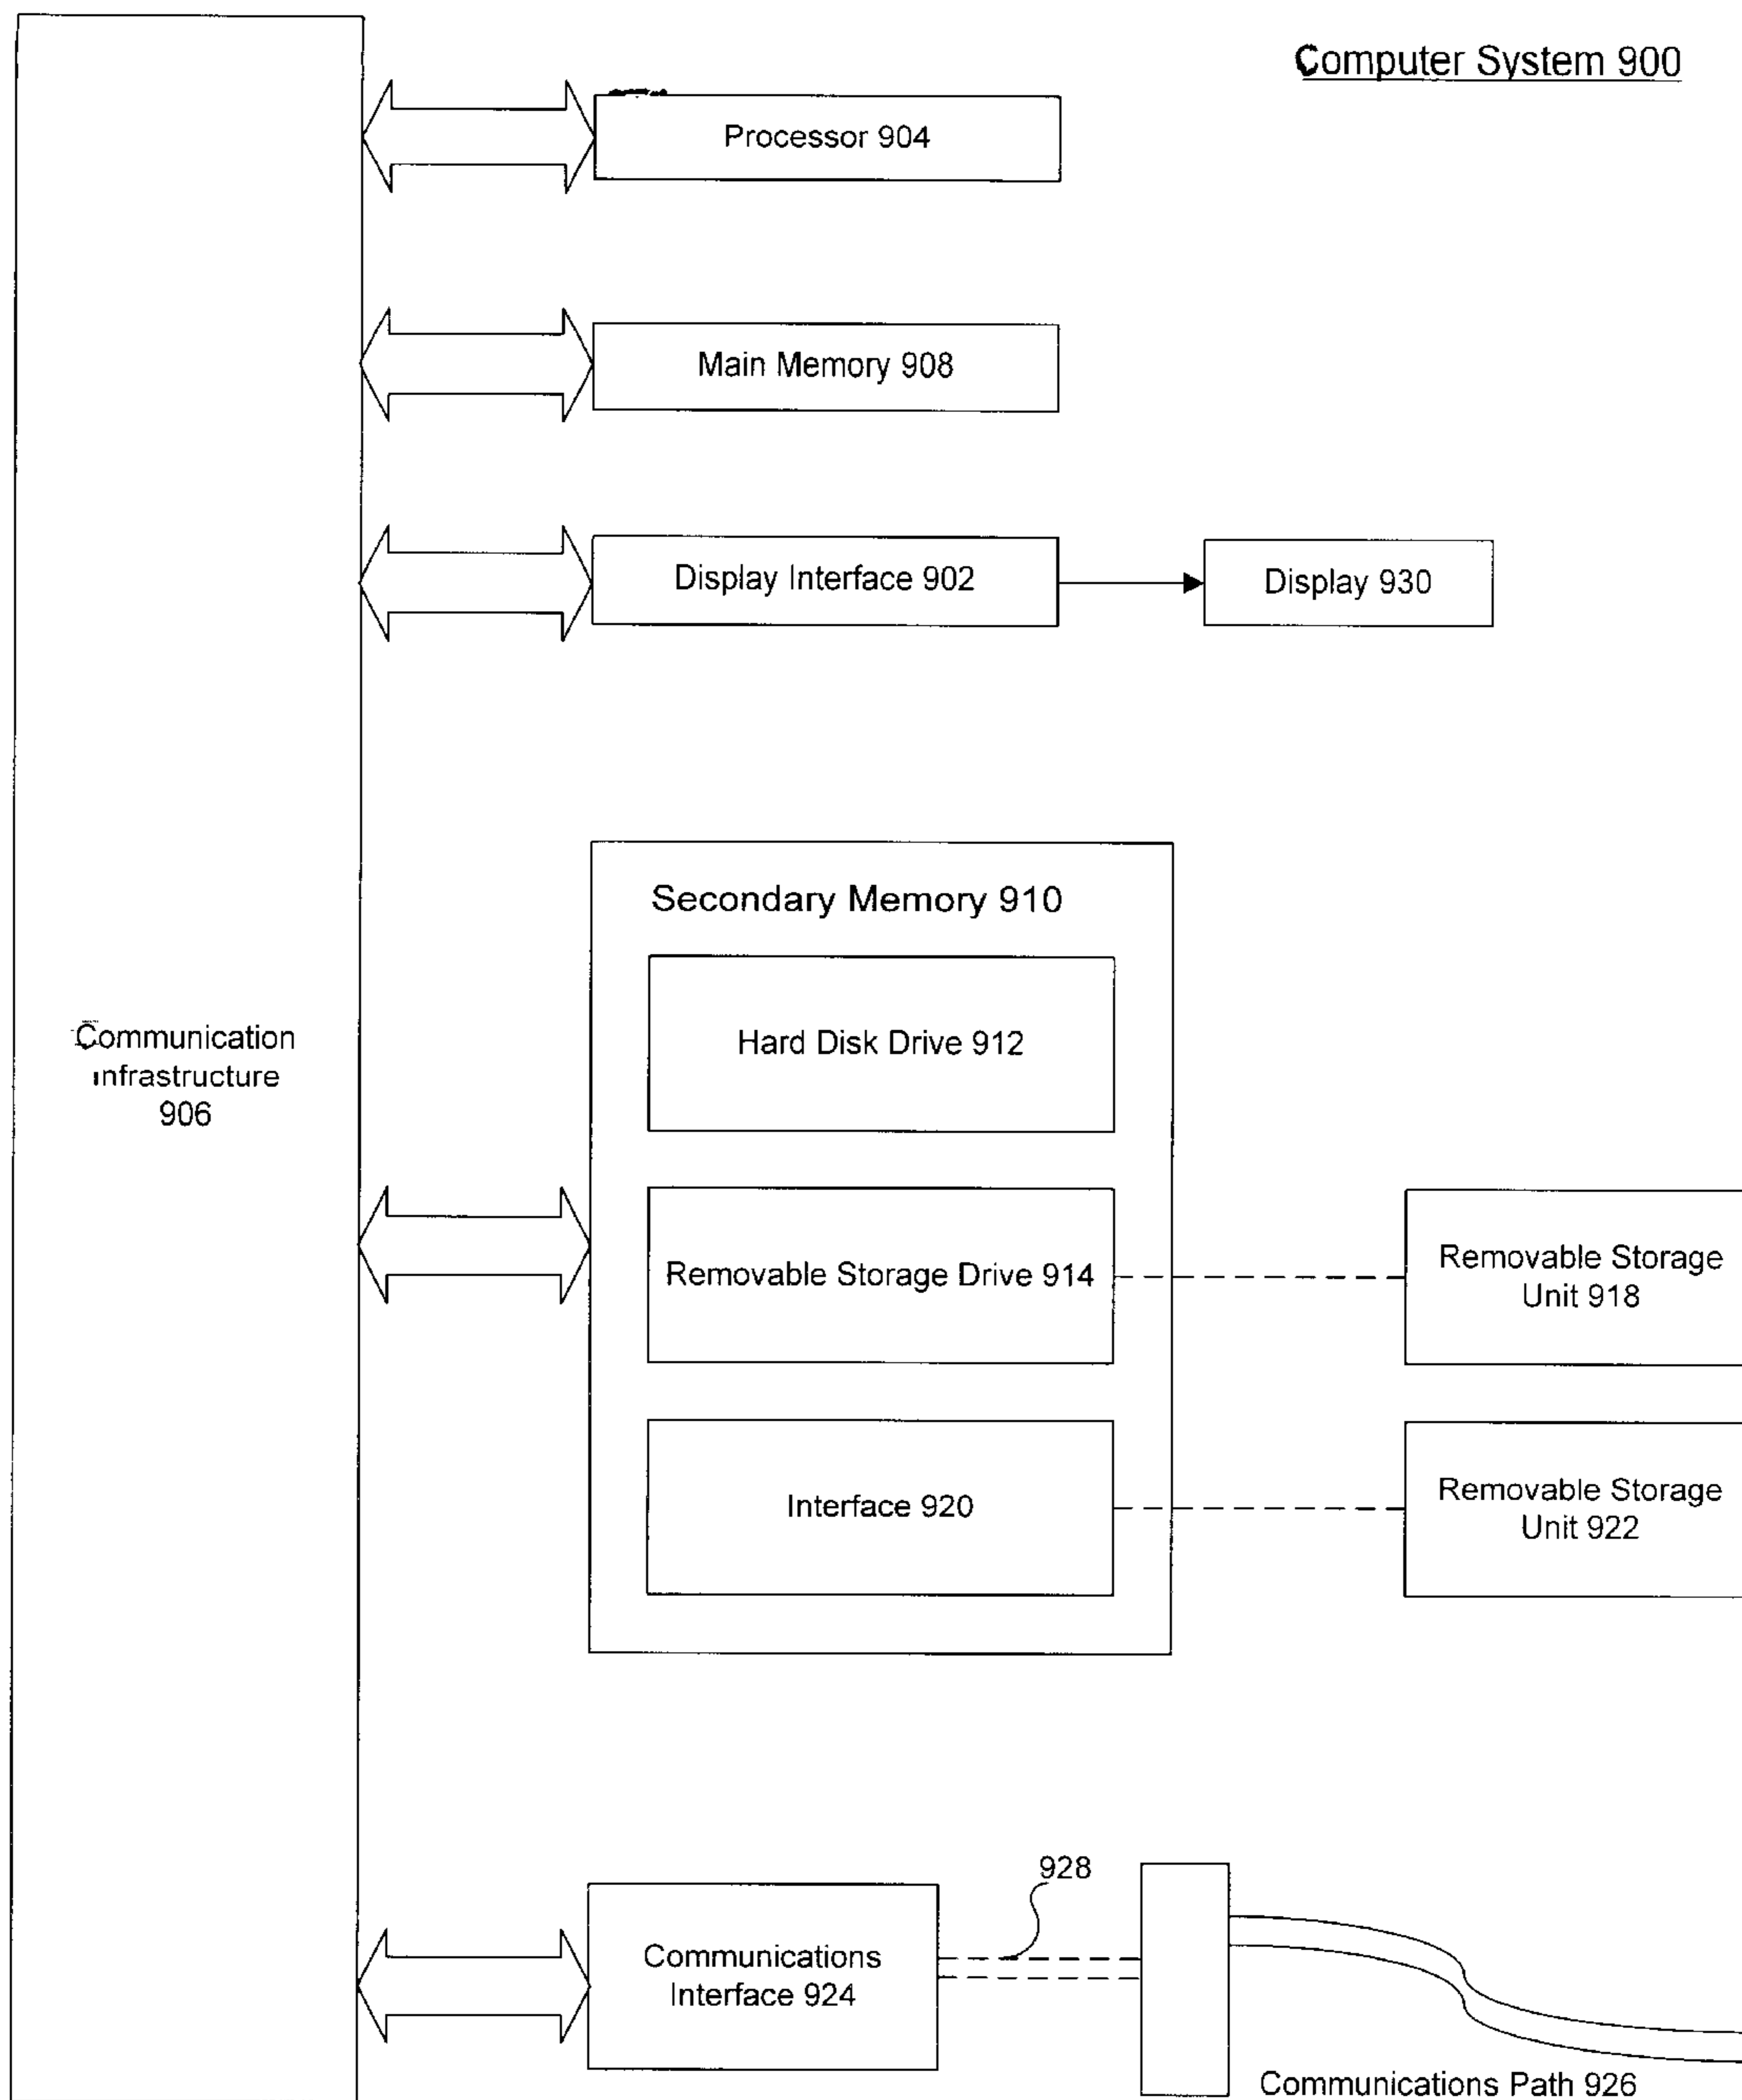 Computer System 900
Processor 904
Main Memory 908
Display Interface 902
Display 930
Secondary Memory 910
Hard Disk Drive 912
Communication
Infrastructure
906
Removable Storage Drive 914
Removable Storage
Unit 918
Interface 920
Removable Storage
Unit 922
928
Communications
Interface 924
Communications Path 926